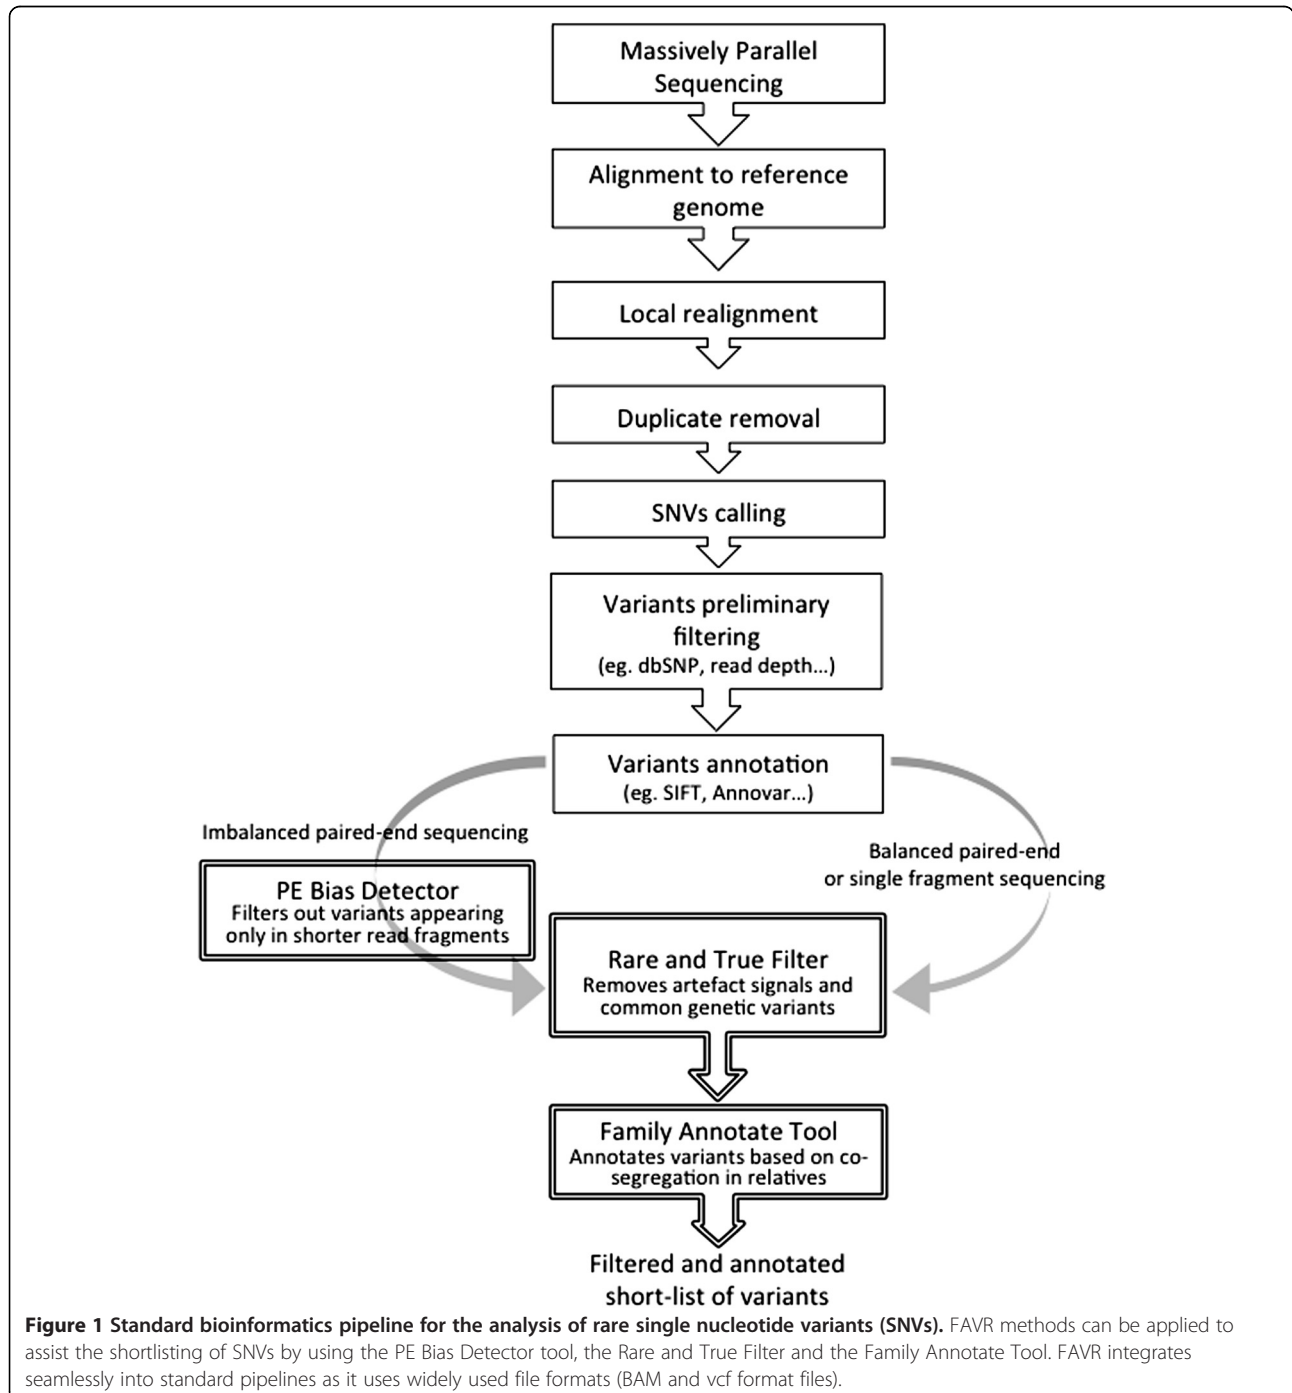 Massively Parallel
Sequencing
Alignment to reference
genome
Local realignment
Duplicate removal
SNVs calling
Variants preliminary
filtering
(eg. dbSNP, read depth...)
Variants annotation
(eg. SIFT, Annovar...)
Imbalanced paired-end sequencing
PE Bias Detector
Filters out variants appearing
only in shorter read fragments
Balanced paired-end
or single fragment sequencing
Rare and True Filter
Removes artefact signals and
common genetic variants
Family Annotate Tool
Annotates variants based on co-
segregation in relatives
Filtered and annotated
short-list of variants
Figure 1 Standard bioinformatics pipeline for the analysis of rare single nucleotide variants (SNVs). FAVR methods can be applied to
assist the shortlisting of SNVs by using the PE Bias Detector tool, the Rare and True Filter and the Family Annotate Tool. FAVR integrates
seamlessly into standard pipelines as it uses widely used file formats (BAM and vcf format files).